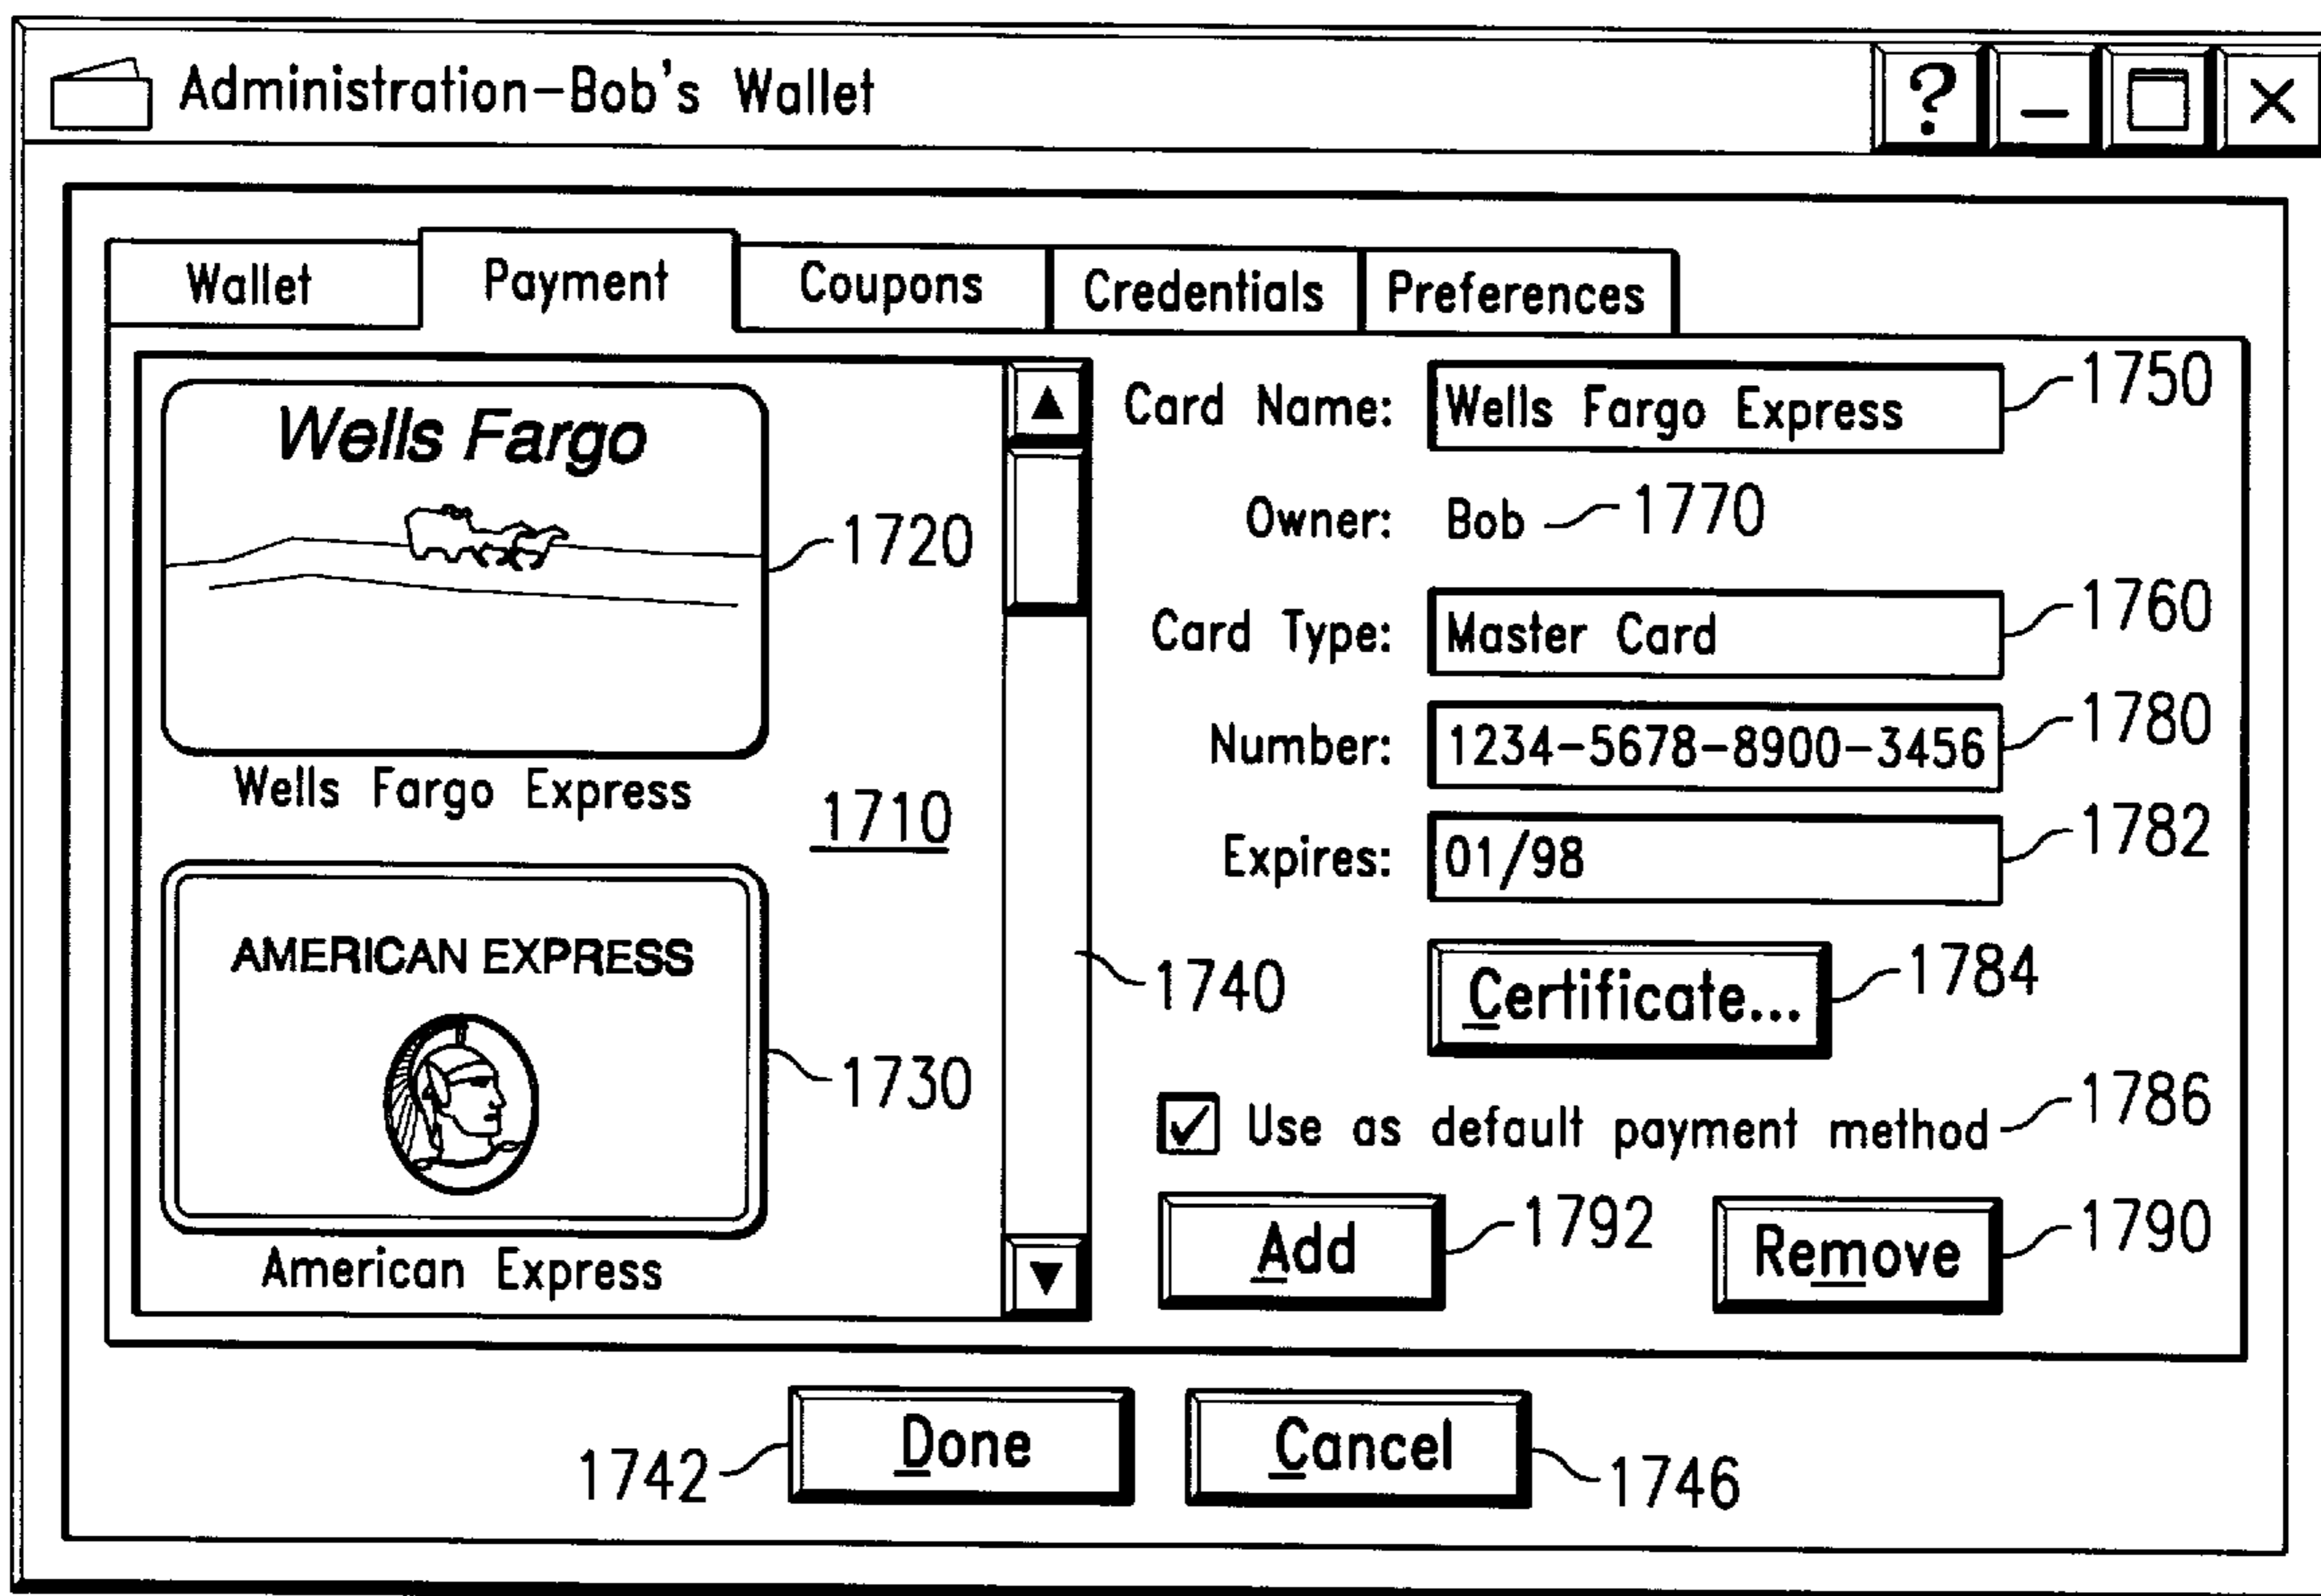 Administration-Bob's Wallet ? _ X
Wallet Payment Coupons Credentials Preferences
Wells Fargo
1720
Wells Fargo Express
1710
AMERICAN EXPRESS
1730
American Express
1740
Card Name: Wells Fargo Express 1750
Owner: Bob 1770
Card Type: Master Card 1760
Number: 1234-5678-8900-3456 1780
Expires: 01/98 1782
Certificate... 1784
Use as default payment method 1786
Add 1792 Remove 1790
1742 Done Cancel 1746